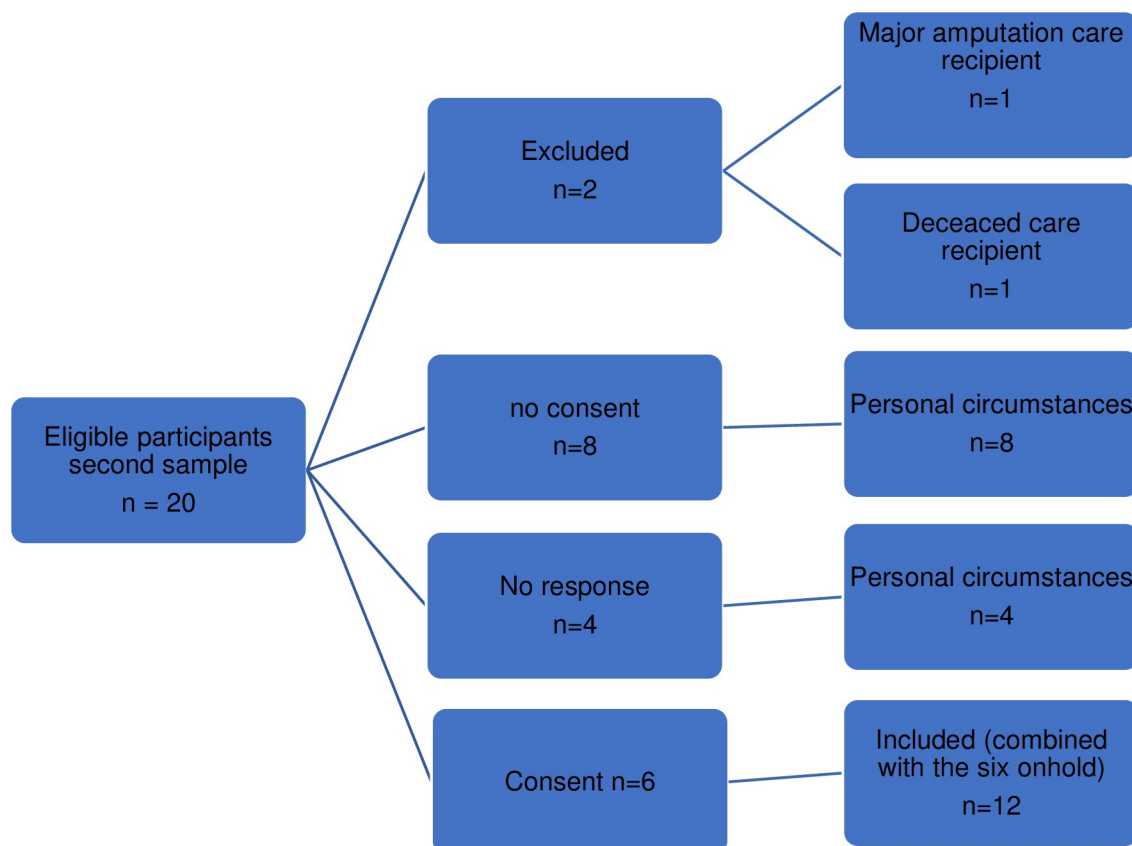 Eligible participants
second sample
n = 20
Excluded
n=2
Major amputation care
recipient
n=1
Deceaced care
recipient
n=1
no consent
n=8
Personal circumstances
n=8
No response
n=4
Personal circumstances
n=4
Consent n=6
Included (combined
with the six onhold)
n=12